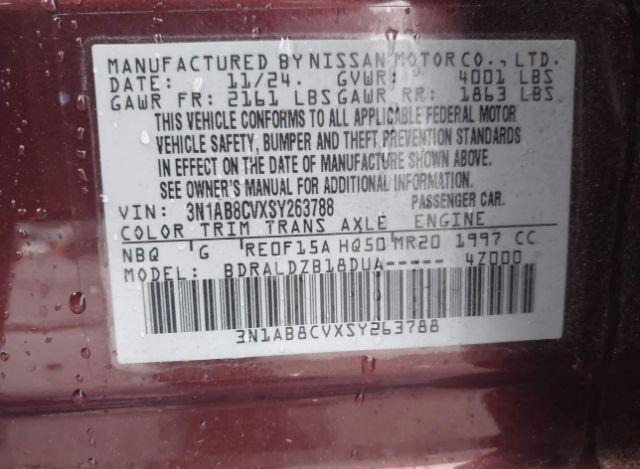 MANUFACTURED BY NISSAN MOTOR CO., LTD.
DATE: 11/24. GVWR: 4001 LBS
GAWR FR: 2161 LBS GAWR RR: 1863 LBS
THIS VEHICLE CONFORMS TO ALL APPLICABLE FEDERAL MOTOR
VEHICLE SAFETY, BUMPER AND THEFT PREVENTION STANDARDS
IN EFFECT ON THE DATE OF MANUFACTURE SHOWN ABOVE.
SEE OWNER'S MANUAL FOR ADDITIONAL INFORMATION.
VIN: 3N1AB8CVXSY263788 PASSENGER CAR.
COLOR TRIM TRANS AXLE ENGINE
NBQ G RE0F15A HQ50 MR20 1997 CC
MODEL: BDRALDZB18DUA----- 4Z000
3N1AB8CVXSY263788